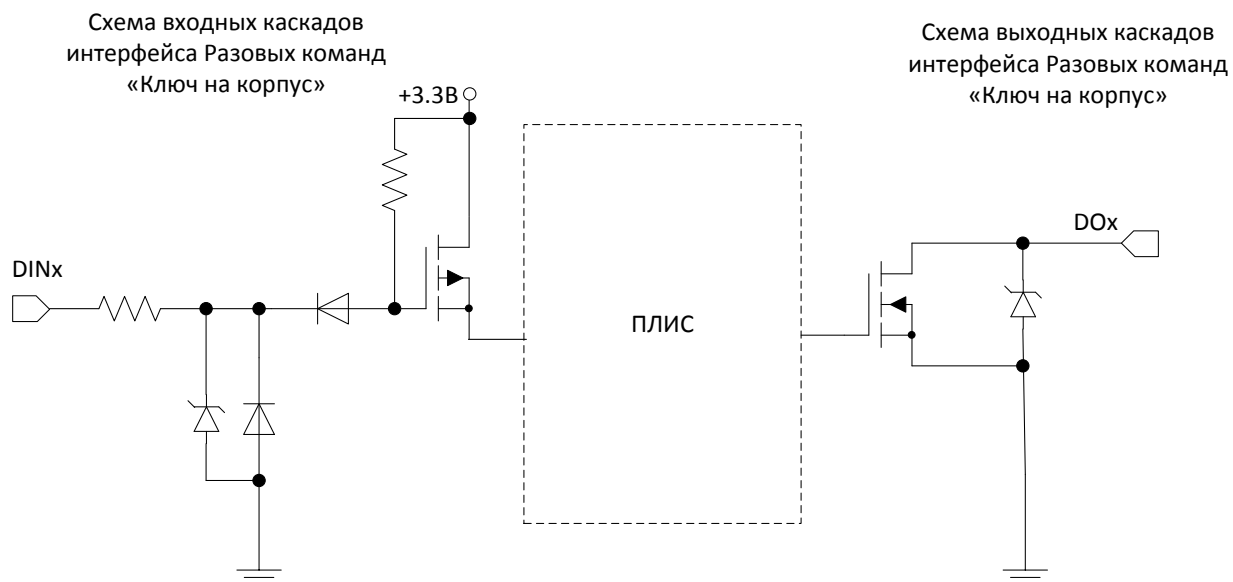 Схема входных каскадов
интерфейса Разовых команд
«Ключ на корпус»
Схема выходных каскадов
интерфейса Разовых команд
«Ключ на корпус»
+3.3В
DINx
ПЛИС
DOx